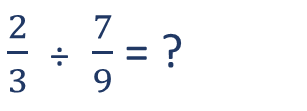 2/3 ÷ 7/9 = ?